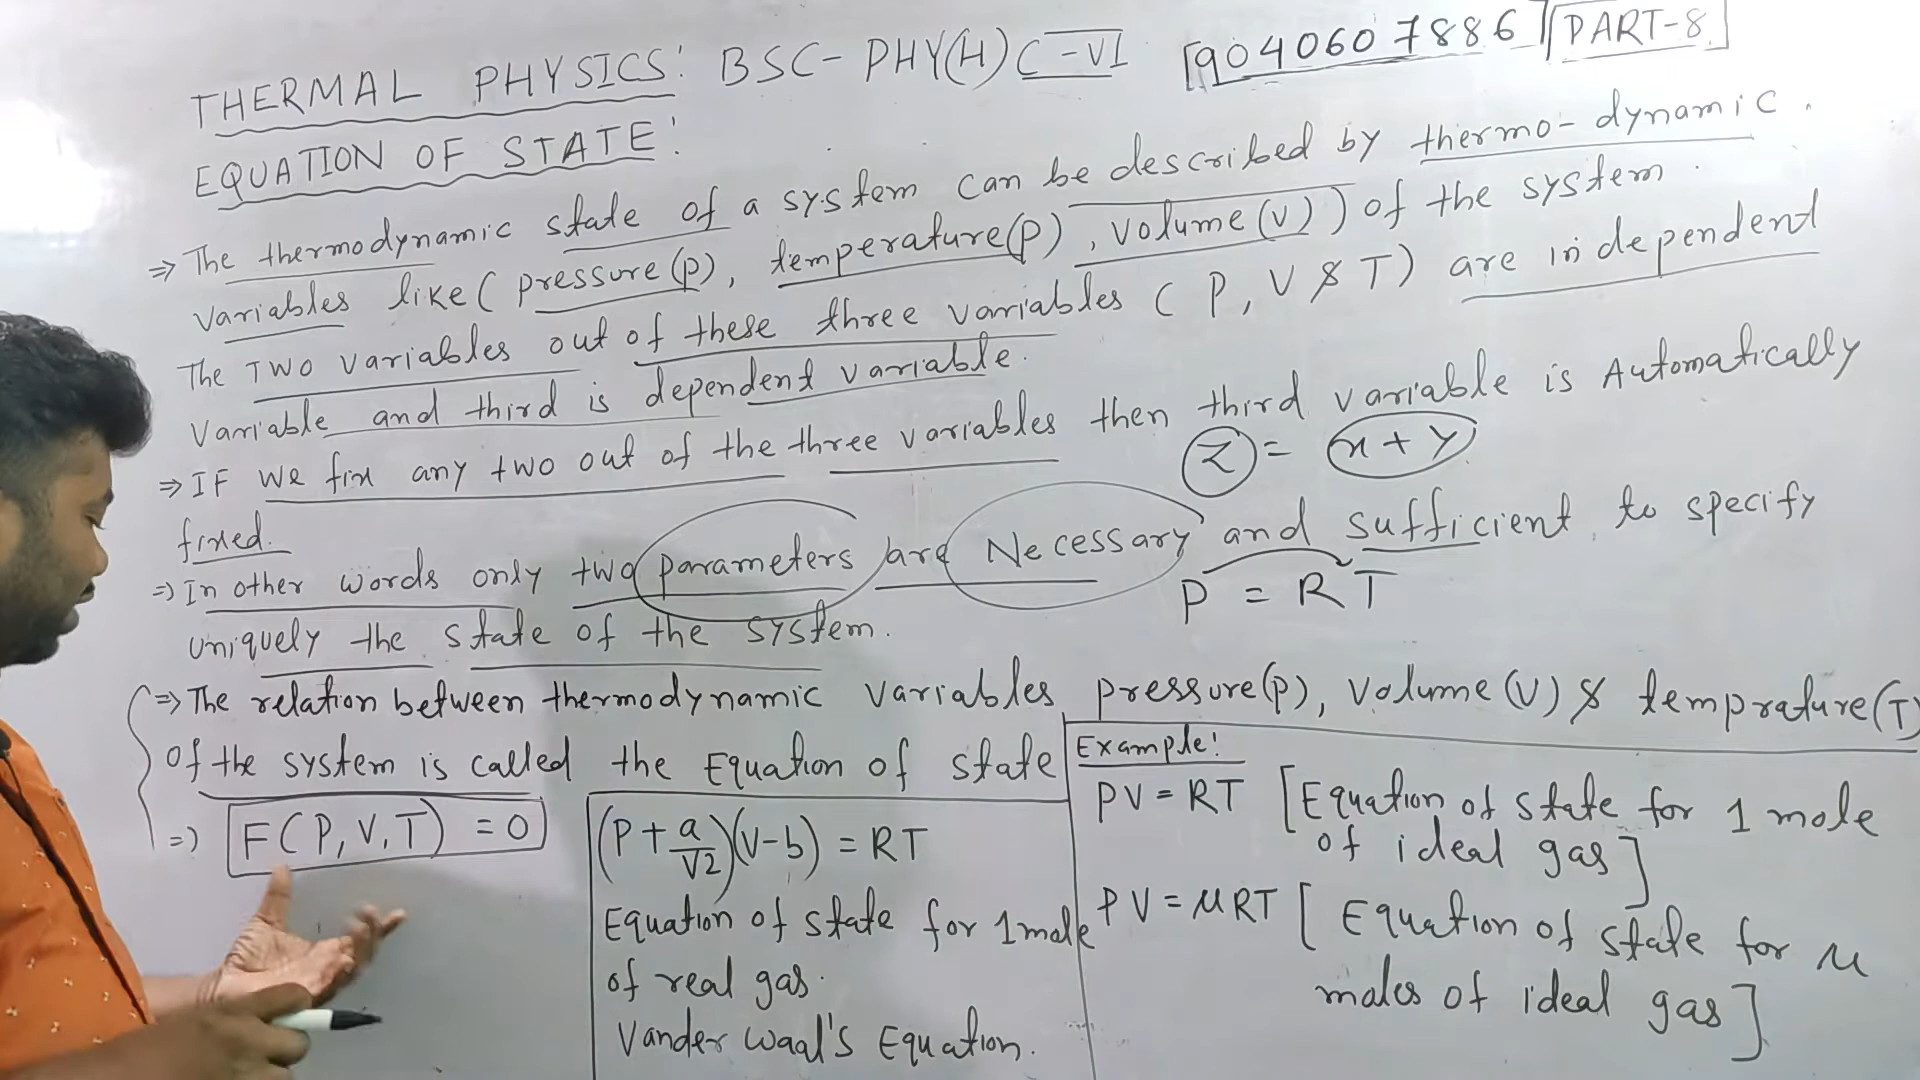 THERMAL PHYSICS: BSC- PHY(H) C-VI [9040607886] [PART-8]
EQUATION OF STATE:
⇒ The thermodynamic state of a system can be described by thermo-dynamic.
variables like ( pressure (p), temperature(p), volume (v) ) of the system.
The TWO variables out of these three variables ( P, V & T) are independent
Variable and third is dependent variable.
⇒ IF we fix any two out of the three variables then third variable is Automatically
fixed.
Z = x + y
⇒ In other words only two parameters are Necessary and sufficient to specify
uniquely the state of the system.
P = RT
⇒ The relation between thermodynamic variables pressure(p), volume (V) & temprature(T)
of the system is called the Equation of state
⇒ F(P, V, T) = 0
(P + a/V2)(V-b) = RT
Equation of state for 1 mole
of real gas.
Vander Waal's Equation.
Example:
PV = RT [Equation of state for 1 mole
of ideal gas]
PV = μRT [Equation of state for μ
moles of ideal gas]